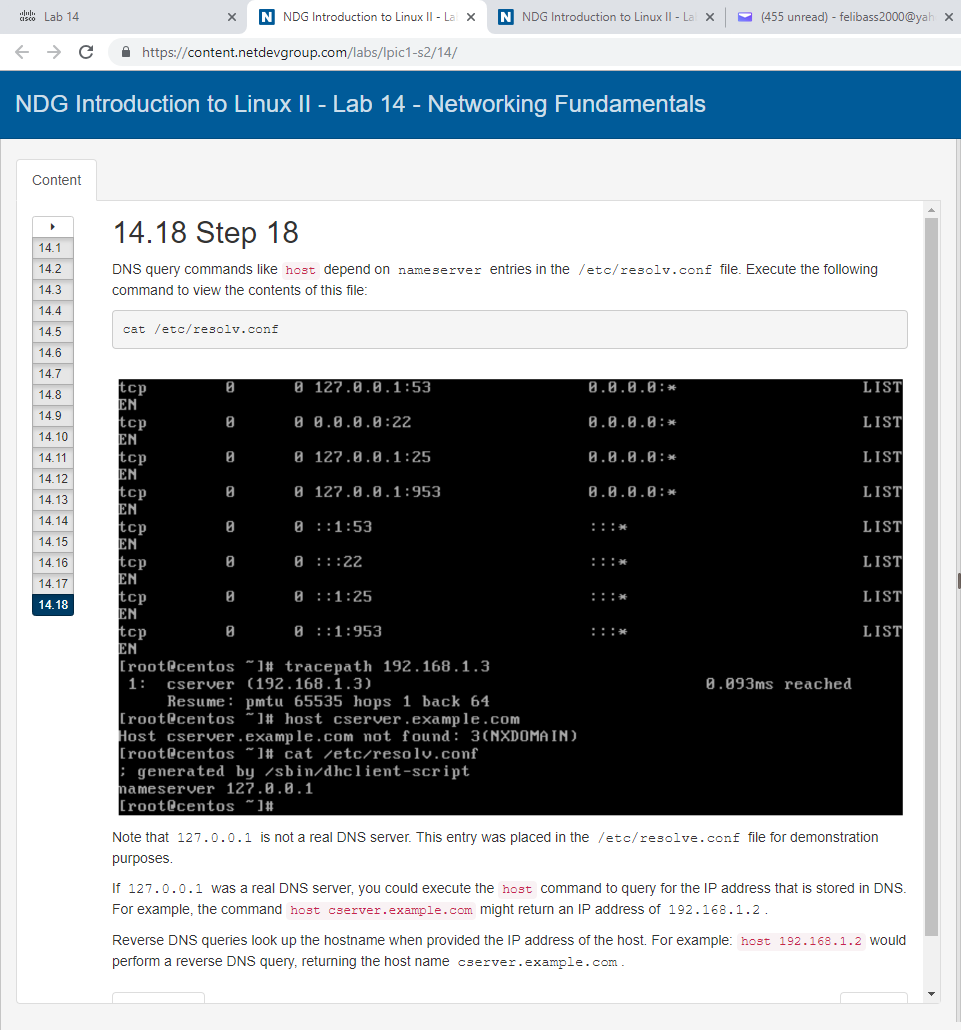 cisco Lab 14
NDG Introduction to Linux II - La
NDG Introduction to Linux II - La
(455 unread) - felibass2000@yah
https://content.netdevgroup.com/labs/lpic1-s2/14/
NDG Introduction to Linux II - Lab 14 - Networking Fundamentals
Content
14.1
14.2
14.3
14.4
14.5
14.6
14.7
14.8
14.9
14.10
14.11
14.12
14.13
14.14
14.15
14.16
14.17
14.18
14.18 Step 18
DNS query commands like host depend on nameserver entries in the /etc/resolv.conf file. Execute the following
command to view the contents of this file:
cat /etc/resolv.conf
tcp 0 0 127.0.0.1:53 0.0.0.0:* LIST
EN
tcp 0 0 0.0.0.0:22 0.0.0.0:* LIST
EN
tcp 0 0 127.0.0.1:25 0.0.0.0:* LIST
EN
tcp 0 0 127.0.0.1:953 0.0.0.0:* LIST
EN
tcp 0 0 ::1:53 :::* LIST
EN
tcp 0 0 :::22 :::* LIST
EN
tcp 0 0 ::1:25 :::* LIST
EN
tcp 0 0 ::1:953 :::* LIST
EN
[root@centos ~]# tracepath 192.168.1.3
1: cserver (192.168.1.3) 0.093ms reached
Resume: pmtu 65535 hops 1 back 64
[root@centos ~]# host cserver.example.com
Host cserver.example.com not found: 3(NXDOMAIN)
[root@centos ~]# cat /etc/resolv.conf
; generated by /sbin/dhclient-script
nameserver 127.0.0.1
[root@centos ~]#
Note that 127.0.0.1 is not a real DNS server. This entry was placed in the /etc/resolve.conf file for demonstration
purposes.
If 127.0.0.1 was a real DNS server, you could execute the host command to query for the IP address that is stored in DNS.
For example, the command host cserver.example.com might return an IP address of 192.168.1.2.
Reverse DNS queries look up the hostname when provided the IP address of the host. For example: host 192.168.1.2 would
perform a reverse DNS query, returning the host name cserver.example.com.